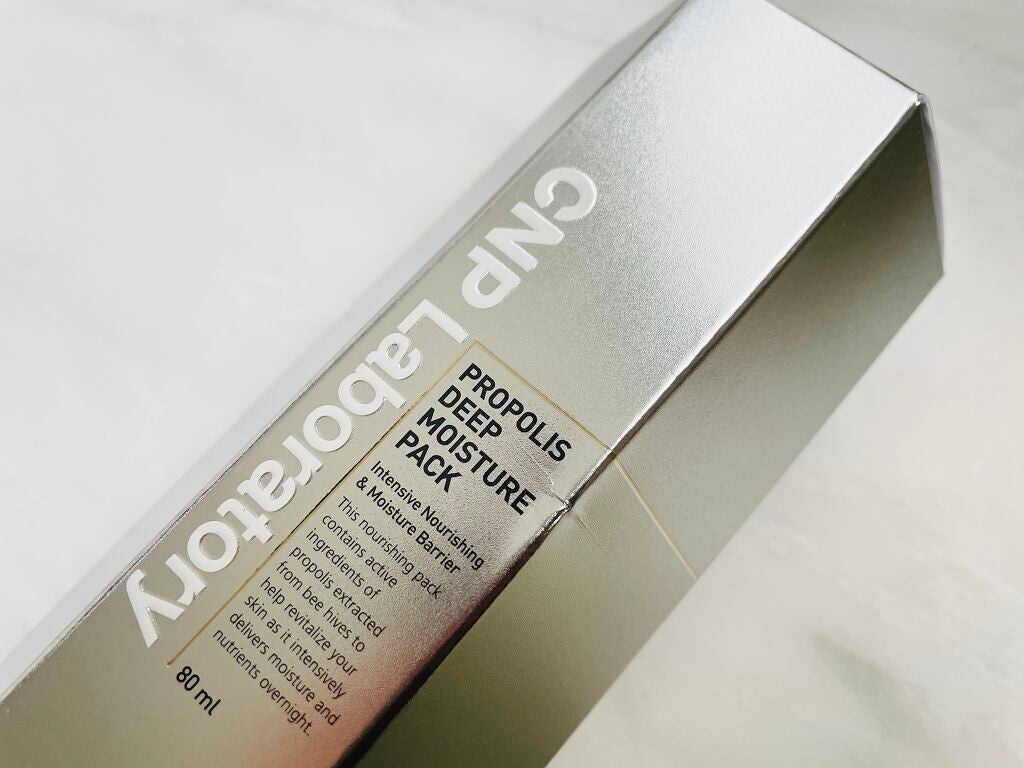 CNP Laboratory
PROPOLIS
DEEP
MOISTURE
PACK
Intensive Nourishing
& Moisture Barrier
This nourishing pack
contains active
ingredients of
propolis extracted
from bee hives to
help revitalize your
skin as it intensively
delivers moisture and
nutrients overnight.
80 ml